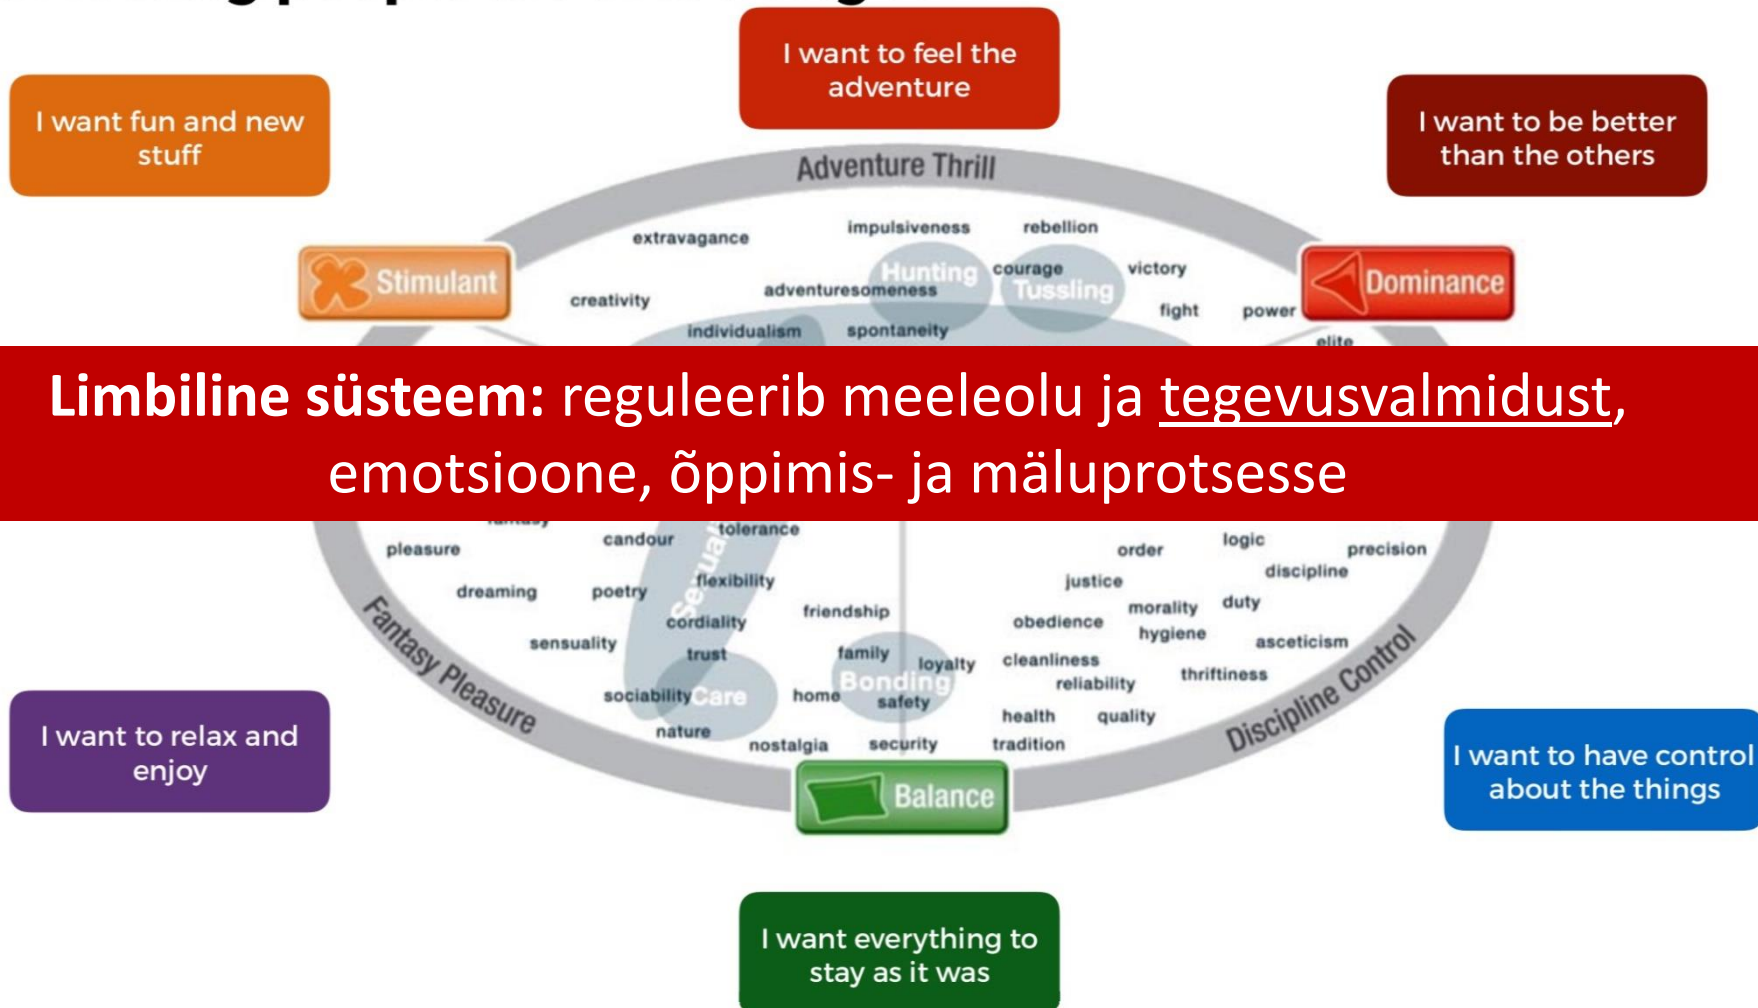 I want to feel the
adventure
I want fun and new
stuff
I want to be better
than the others
Adventure Thrill
Stimulant
Dominance
extravagance
impulsiveness
rebellion
Hunting
courage
victory
Tussling
adventuresomeness
creativity
fight
power
individualism
spontaneity
elite
Limbiline süsteem: reguleerib meeleolu ja tegevusvalmidust,
emotsioone, õppimis- ja mäluprotsesse
tolerance
pleasure
candour
order
logic
precision
discipline
flexibility
justice
dreaming
poetry
friendship
morality
duty
cordiality
obedience
hygiene
asceticism
sensuality
trust
family
loyalty
cleanliness
thriftiness
Bonding
reliability
sociability
Care
home
safety
health
quality
nature
nostalgia
security
tradition
Fantasy Pleasure
Discipline Control
Balance
I want to relax and
enjoy
I want to have control
about the things
I want everything to
stay as it was